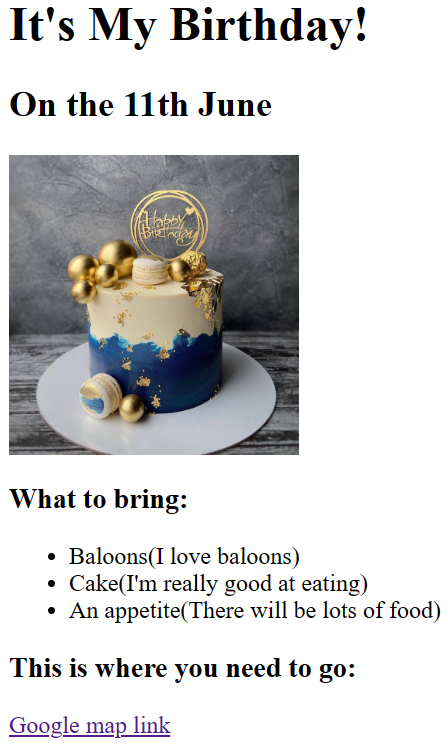 It's My Birthday!
On the 11th June
Happy
Birthday
What to bring:
Baloons(I love baloons)
Cake(I'm really good at eating)
An appetite(There will be lots of food)
This is where you need to go:
Google map link